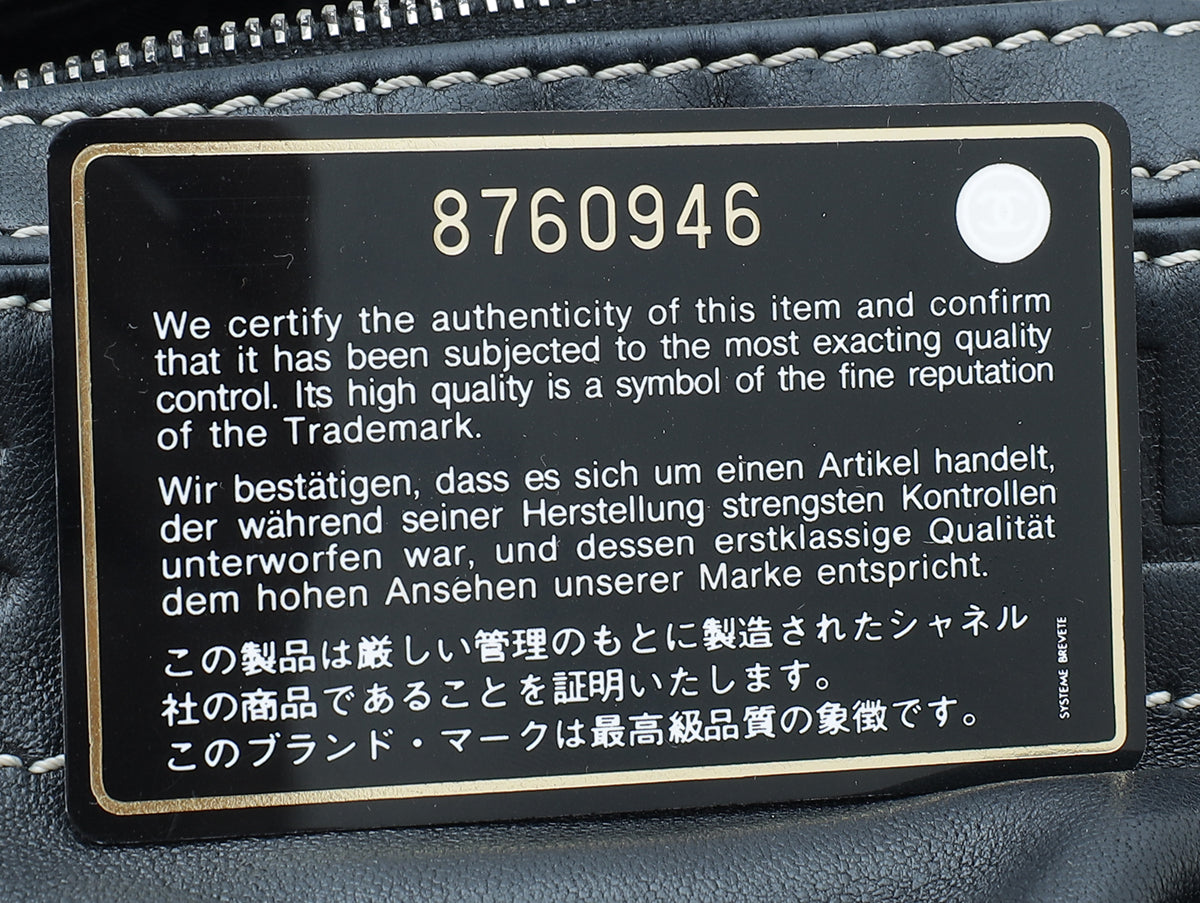 8760946
We certify the authenticity of this item and confirm
that it has been subjected to the most exacting quality
control. Its high quality is a symbol of the fine reputation
of the Trademark.
Wir bestätigen, dass es sich um einen Artikel handelt,
der während seiner Herstellung strengsten Kontrollen
unterworfen war, und dessen erstklassige Qualität
dem hohen Ansehen unserer Marke entspricht.
この製品は厳しい管理のもとに製造されたシャネル
社の商品であることを証明いたします。
このブランド・マークは最高級品質の象徴です。
SYSTEME BREVETE